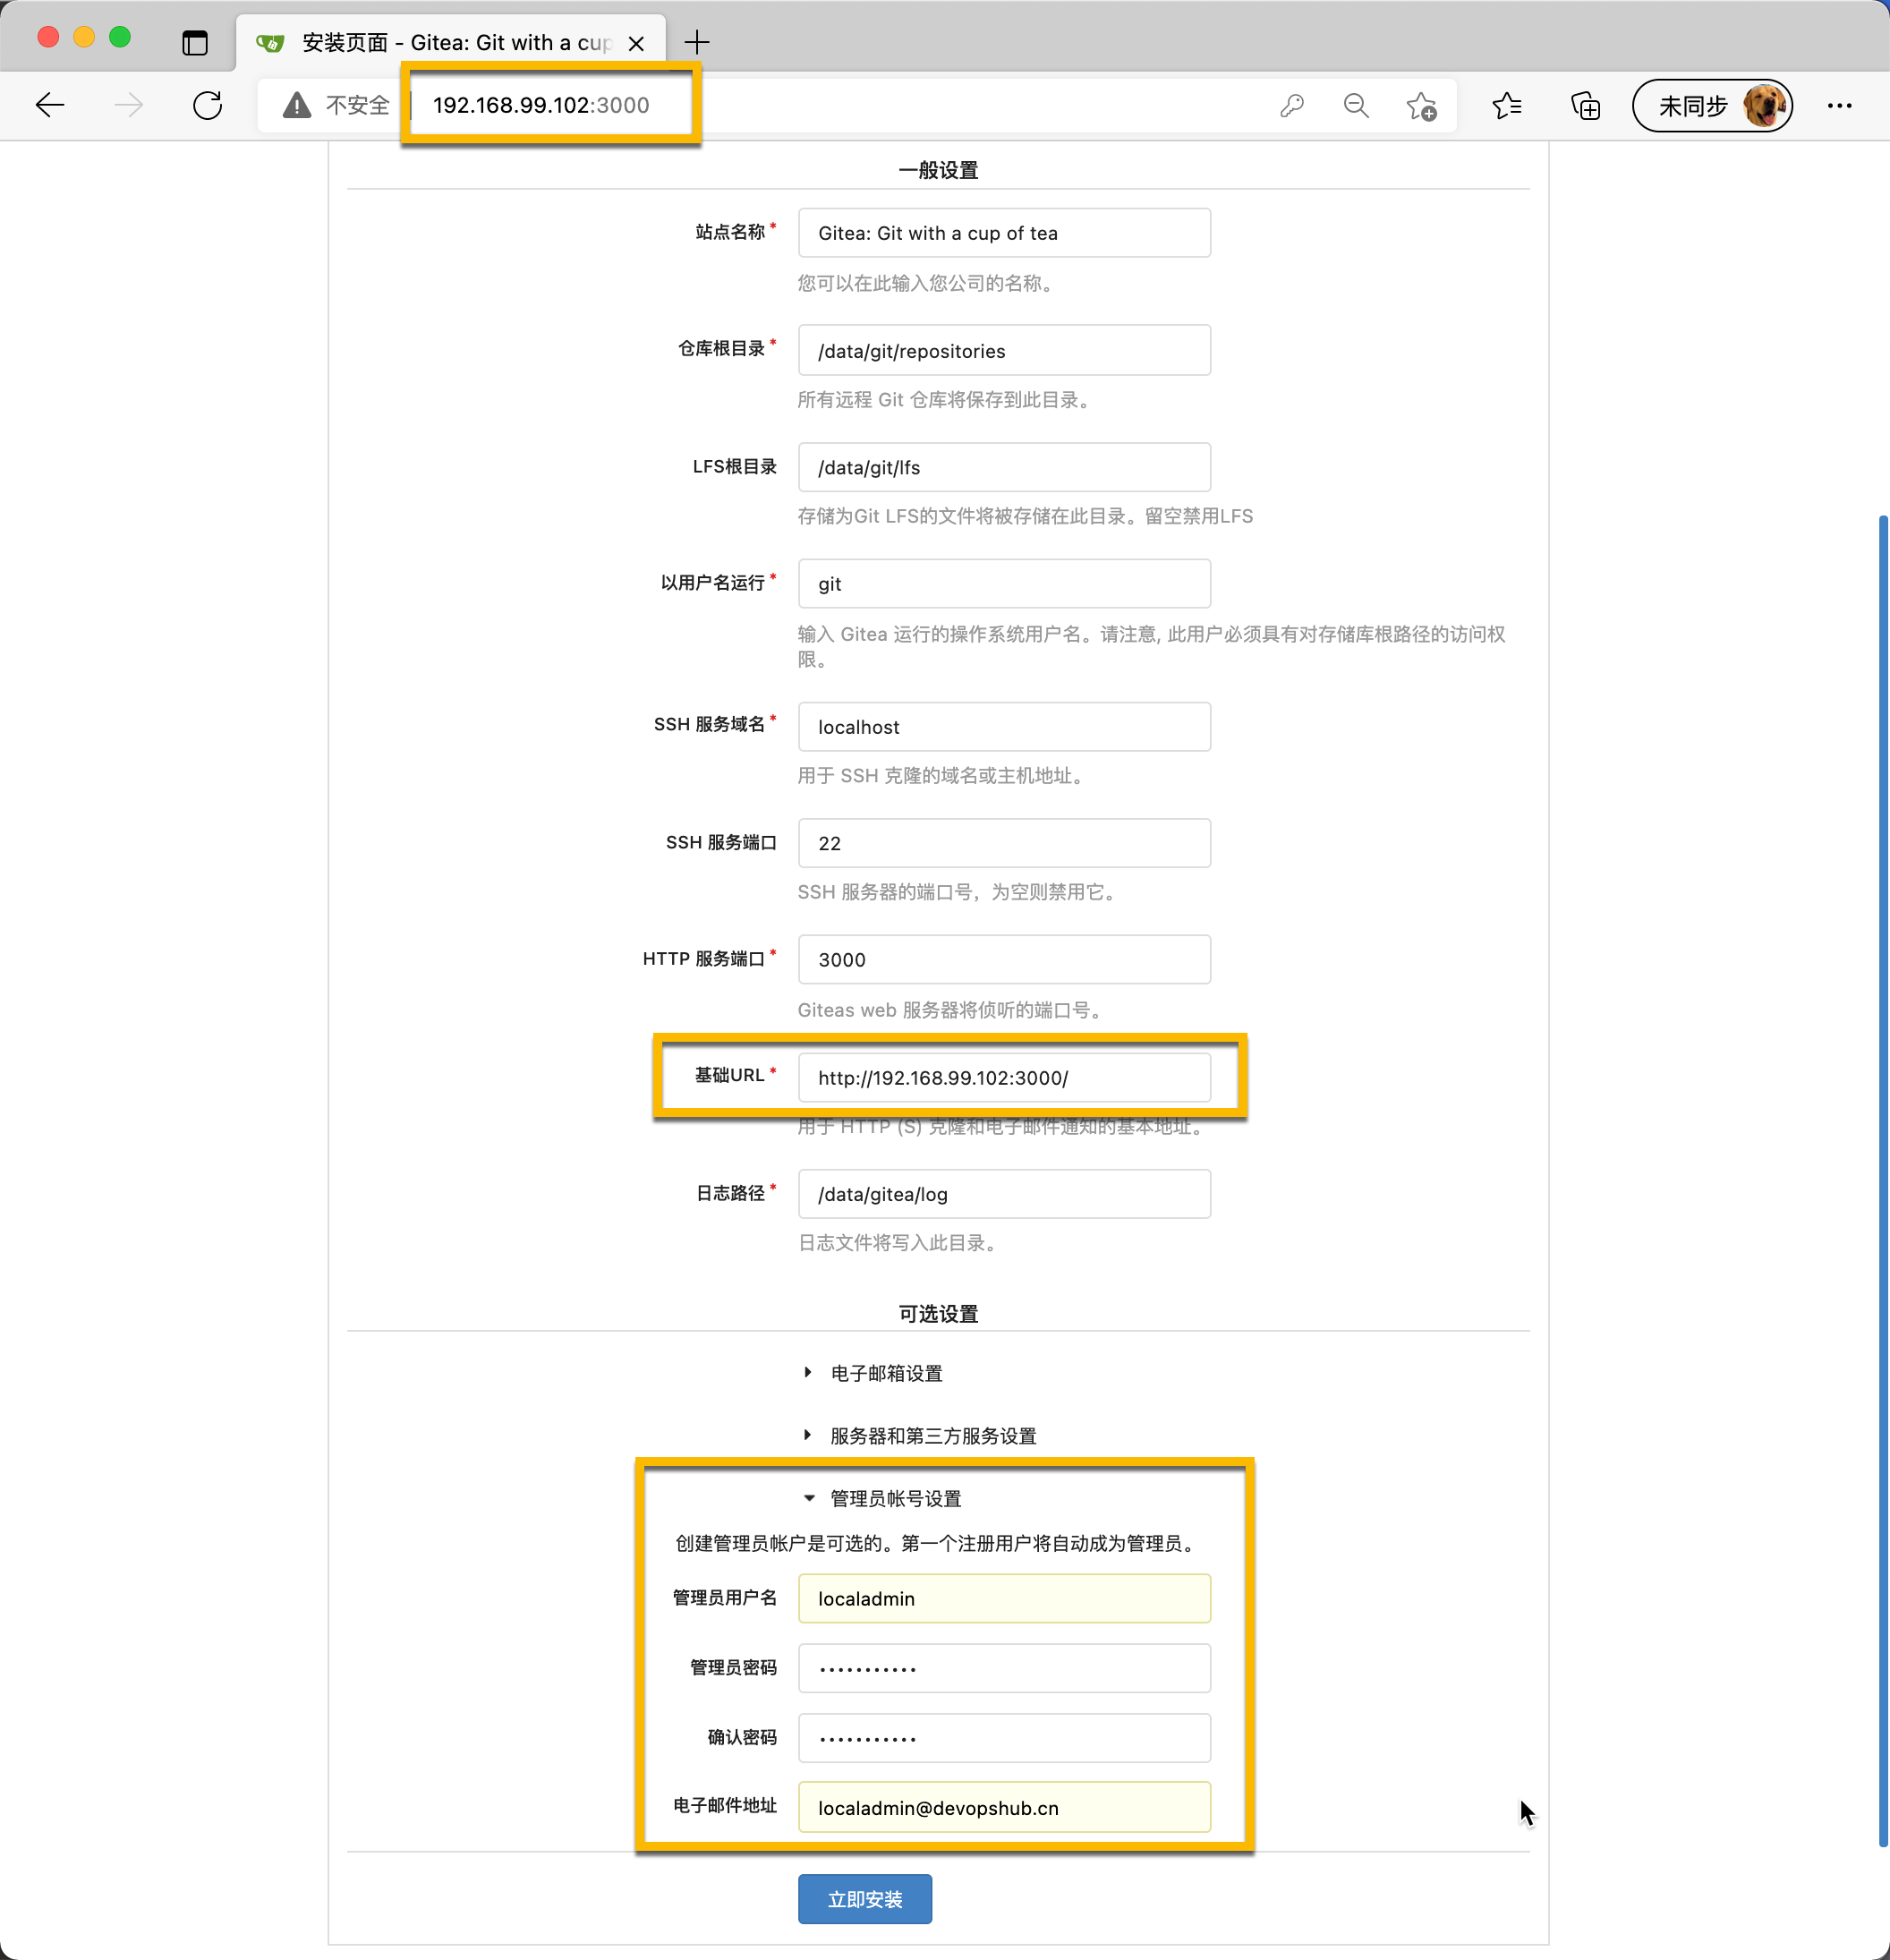 安装页面 - Gitea: Git with a cup
不安全
192.168.99.102:3000
未同步
一般设置
站点名称*
Gitea: Git with a cup of tea
您可以在此输入您公司的名称。
仓库根目录*
/data/git/repositories
所有远程 Git 仓库将保存到此目录。
LFS根目录
/data/git/lfs
存储为Git LFS的文件将被存储在此目录。留空禁用LFS
以用户名运行*
git
输入 Gitea 运行的操作系统用户名。请注意, 此用户必须具有对存储库根路径的访问权
限。
SSH 服务域名*
localhost
用于 SSH 克隆的域名或主机地址。
SSH 服务端口
22
SSH 服务器的端口号，为空则禁用它。
HTTP 服务端口*
3000
Giteas web 服务器将侦听的端口号。
基础URL*
http://192.168.99.102:3000/
用于 HTTP (S) 克隆和电子邮件通知的基本地址。
日志路径*
/data/gitea/log
日志文件将写入此目录。
可选设置
电子邮箱设置
服务器和第三方服务设置
管理员帐号设置
创建管理员帐户是可选的。第一个注册用户将自动成为管理员。
管理员用户名
localadmin
管理员密码
•••••••••••
确认密码
•••••••••••
电子邮件地址
localadmin@devopshub.cn
立即安装